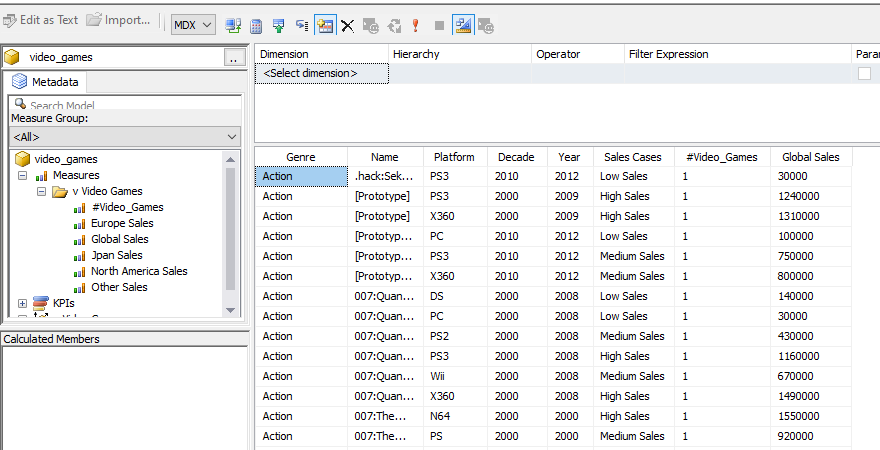 Edit as Text Import... MDX
video_games ..
Metadata
Search Model
Measure Group:
<All>
video_games
Measures
v Video Games
#Video_Games
Europe Sales
Global Sales
Jpan Sales
North America Sales
Other Sales
KPIs
Calculated Members
Dimension Hierarchy Operator Filter Expression Paran
<Select dimension>
Genre Name Platform Decade Year Sales Cases #Video_Games Global Sales
Action .hack:Sek... PS3 2010 2012 Low Sales 1 30000
Action [Prototype] PS3 2000 2009 High Sales 1 1240000
Action [Prototype] X360 2000 2009 High Sales 1 1310000
Action [Prototyp... PC 2010 2012 Low Sales 1 100000
Action [Prototyp... PS3 2010 2012 Medium Sales 1 750000
Action [Prototyp... X360 2010 2012 Medium Sales 1 800000
Action 007:Quan... DS 2000 2008 Low Sales 1 140000
Action 007:Quan... PC 2000 2008 Low Sales 1 30000
Action 007:Quan... PS2 2000 2008 Medium Sales 1 430000
Action 007:Quan... PS3 2000 2008 High Sales 1 1160000
Action 007:Quan... Wii 2000 2008 Medium Sales 1 670000
Action 007:Quan... X360 2000 2008 High Sales 1 1490000
Action 007:The... N64 2000 2000 High Sales 1 1550000
Action 007:The... PS 2000 2000 Medium Sales 1 920000